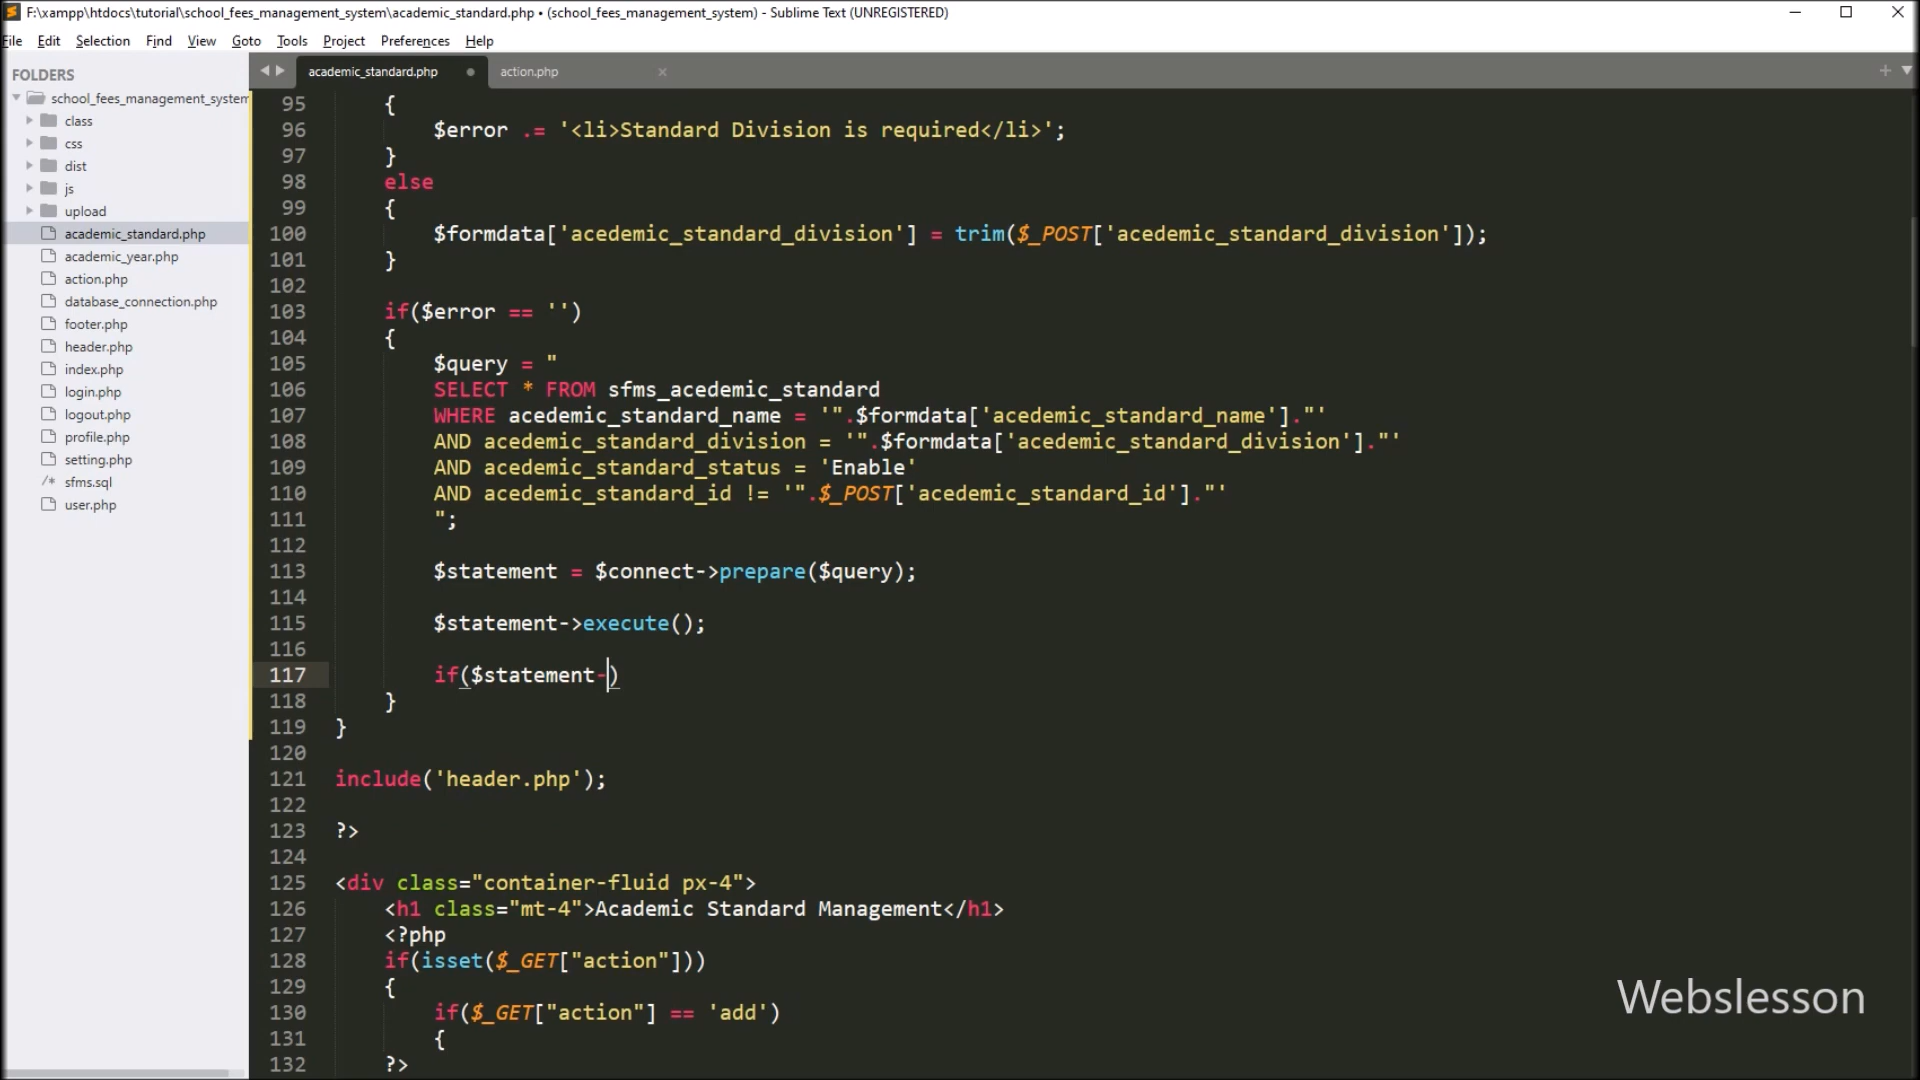 F:\xampp\htdocs\tutorial\school_fees_management_system\academic_standard.php • (school_fees_management_system) - Sublime Text (UNREGISTERED)
File Edit Selection Find View Goto Tools Project Preferences Help
FOLDERS
school_fees_management_system
class
css
dist
js
upload
academic_standard.php
academic_year.php
action.php
database_connection.php
footer.php
header.php
index.php
login.php
logout.php
profile.php
setting.php
/* sfms.sql
user.php
academic_standard.php • action.php ×
95 {
96 $error .= '<li>Standard Division is required</li>';
97 }
98 else
99 {
100 $formdata['acedemic_standard_division'] = trim($_POST['acedemic_standard_division']);
101 }
102
103 if($error == '')
104 {
105 $query = "
106 SELECT * FROM sfms_acedemic_standard
107 WHERE acedemic_standard_name = '".$formdata['acedemic_standard_name']."'
108 AND acedemic_standard_division = '".$formdata['acedemic_standard_division']."'
109 AND acedemic_standard_status = 'Enable'
110 AND acedemic_standard_id != '".$_POST['acedemic_standard_id']."'
111 ";
112
113 $statement = $connect->prepare($query);
114
115 $statement->execute();
116
117 if($statement-)
118 }
119 }
120
121 include('header.php');
122
123 ?>
124
125 <div class="container-fluid px-4">
126 <h1 class="mt-4">Academic Standard Management</h1>
127 <?php
128 if(isset($_GET["action"]))
129 {
130 if($_GET["action"] == 'add')
131 {
132 ?>
Webslesson